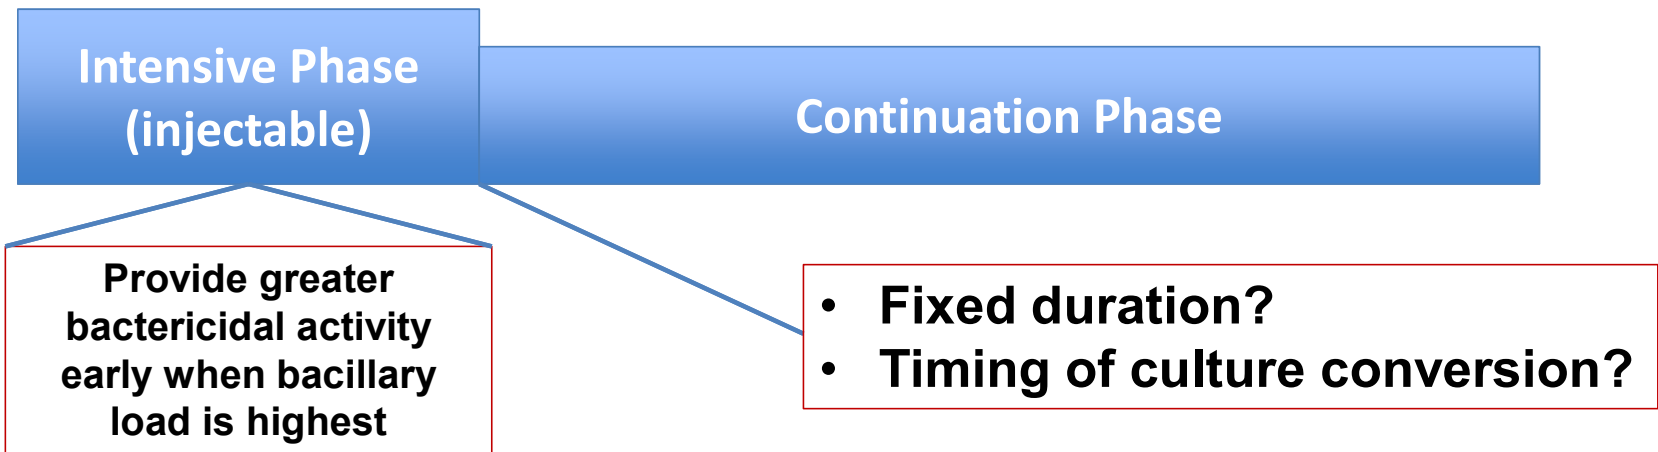 Intensive Phase
(injectable)
Continuation Phase
Provide greater
bactericidal activity
early when bacillary
load is highest
• Fixed duration?
• Timing of culture conversion?